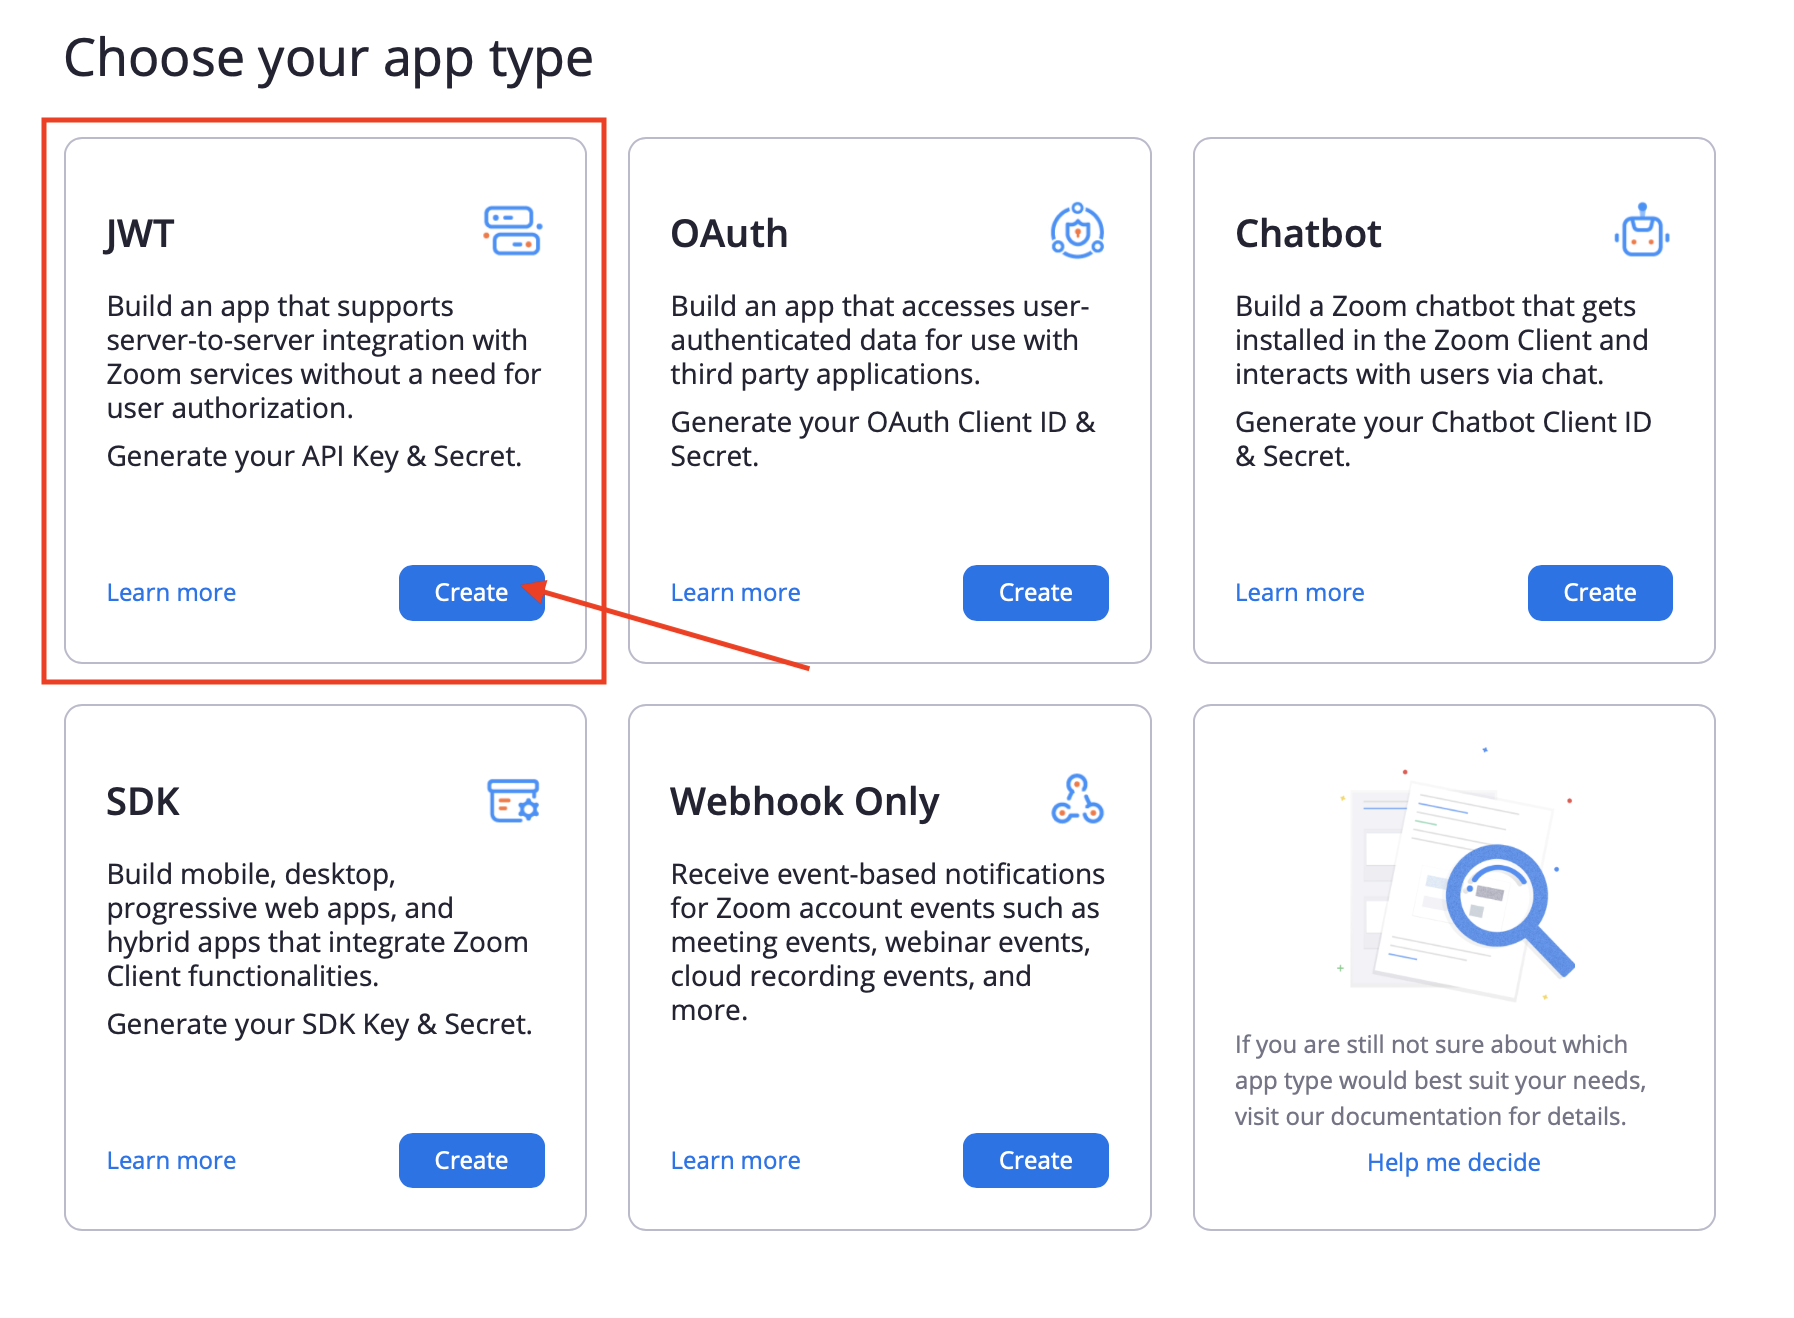 Choose your app type
JWT
Build an app that supports
server-to-server integration with
Zoom services without a need for
user authorization.
Generate your API Key & Secret.
Learn more
Create
OAuth
Build an app that accesses user-
authenticated data for use with
third party applications.
Generate your OAuth Client ID &
Secret.
Learn more
Create
Chatbot
Build a Zoom chatbot that gets
installed in the Zoom Client and
interacts with users via chat.
Generate your Chatbot Client ID
& Secret.
Learn more
Create
SDK
Build mobile, desktop,
progressive web apps, and
hybrid apps that integrate Zoom
Client functionalities.
Generate your SDK Key & Secret.
Learn more
Create
Webhook Only
Receive event-based notifications
for Zoom account events such as
meeting events, webinar events,
cloud recording events, and
more.
Learn more
Create
If you are still not sure about which
app type would best suit your needs,
visit our documentation for details.
Help me decide